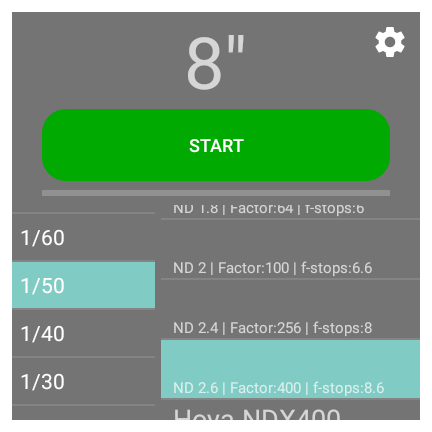 8"
START
1/60
1/50
1/40
1/30
ND 1.8 | Factor:64 | f-stops:6
ND 2 | Factor:100 | f-stops:6.6
ND 2.4 | Factor:256 | f-stops:8
ND 2.6 | Factor:400 | f-stops:8.6
Hoya NDX400